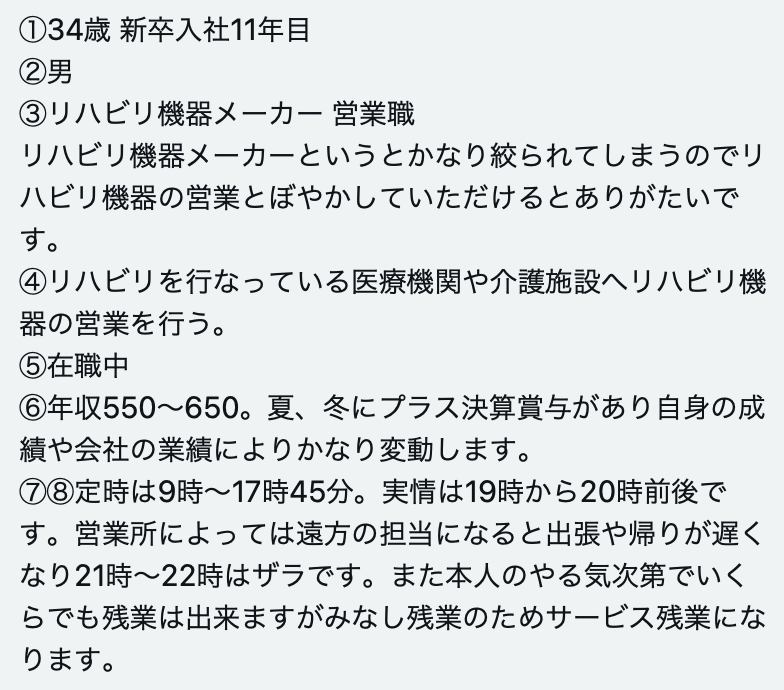 ①34歳 新卒入社11年目
②男
③リハビリ機器メーカー 営業職
リハビリ機器メーカーというとかなり絞られてしまうのでリ
ハビリ機器の営業とぼやかしていただけるとありがたいで
す。
④リハビリを行なっている医療機関や介護施設へリハビリ機
器の営業を行う。
⑤在職中
⑥年収550〜650。夏、冬にプラス決算賞与があり自身の成
績や会社の業績によりかなり変動します。
⑦⑧定時は9時〜17時45分。実情は19時から20時前後で
す。営業所によっては遠方の担当になると出張や帰りが遅く
なり21時〜22時はザラです。また本人のやる気次第でいく
らでも残業は出来ますがみなし残業のためサービス残業にな
ります。